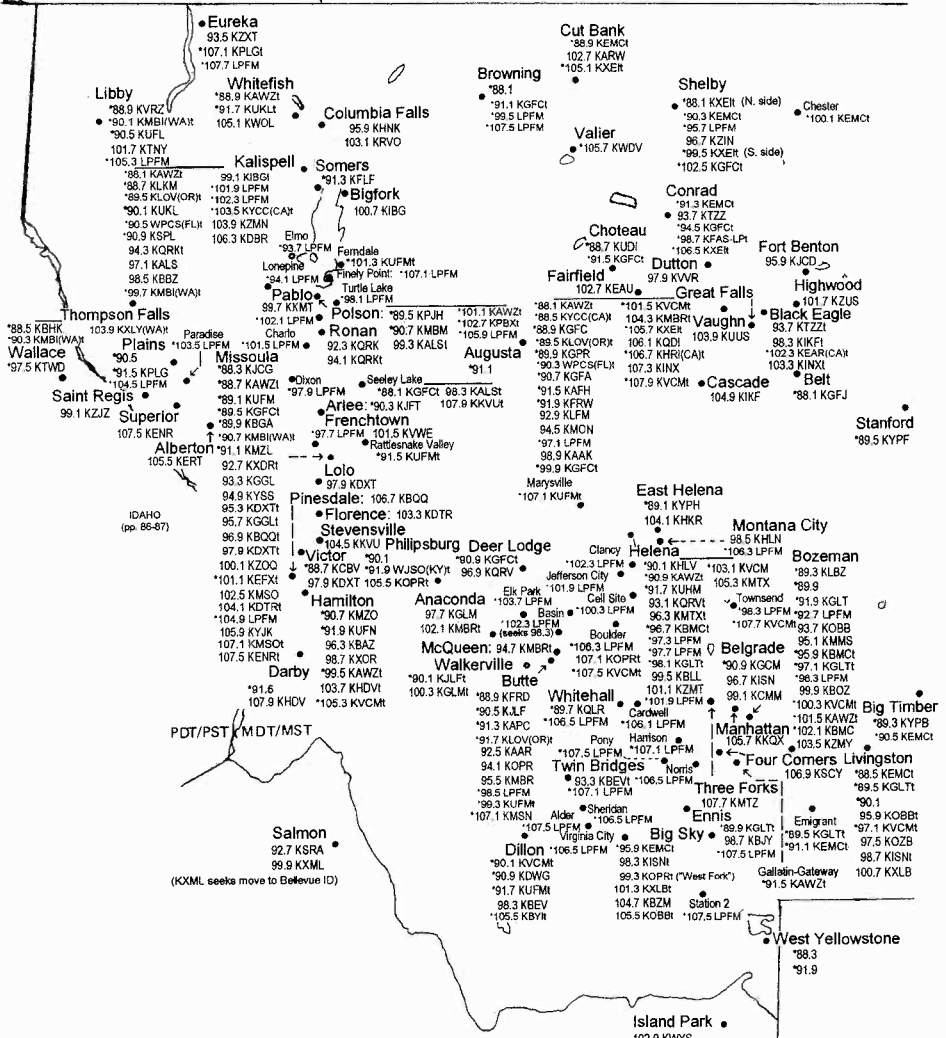 Eureka
93.5 KZXT
*107.1 KPLGt
*107.7 LPFM
Whitefish
*88.9 KAWZt
*91.7 KUKLt
105.1 KWOL
Libby
*88.9 KVRZ
*90.1 KMBI(WA)t
*90.5 KUFL
101.7 KTNY
*105.3 LPFM
Columbia Falls
95.9 KHNK
103.1 KRVO
Browning
*88.1
*91.1 KGFCt
*99.5 LPFM
*107.5 LPFM
Cut Bank
*88.9 KEMCt
102.7 KARW
*105.1 KXEIt
Valier
*105.7 KWDV
Shelby
*88.1 KXEIt (N. side)
*90.3 KEMCt
*95.7 LPFM
96.7 KZIN
*99.5 KXEIt (S. side)
*102.5 KGFCt
Chester
*100.1 KEMCt
Kalispell
*88.1 KAWZt
*88.7 KLKM
*89.5 KLOV(OR)t
*90.1 KUKL
*90.5 WPCS(FL)t
*90.9 KSPL
94.3 KQRKt
97.1 KALS
98.5 KBBZ
*99.7 KMBI(WA)t
99.1 KIBGt
*101.9 LPFM
*102.3 LPFM
*103.5 KYCC(CA)t
103.9 KZMN
106.3 KDBR
Somers
*91.3 KFLF
Bigfork
100.7 KIBG
Elmo
*93.7 LPFM
Ferndale
*101.3 KUFMt
Lonepine
*94.1 LPFM
Finely Point: *107.1 LPFM
Turtle Lake
*98.1 LPFM
Pablo
99.7 KKMT
*102.1 LPFM
Charlo
*101.5 LPFM
Polson: *89.5 KPJH
*101.1 KAWZt
*102.7 KPBXt
*105.9 LPFM
Ronan
92.3 KQRK
94.1 KQRKt
*90.7 KMBM
99.3 KALSt
Conrad
*91.3 KEMCt
93.7 KTZZ
*94.5 KGFCt
*98.7 KFAS-LPt
*106.5 KXEIt
Choteau
*88.7 KUDI
*91.5 KGFCt
Dutton
97.9 KVVR
Fort Benton
95.9 KJCD
Fairfield
102.7 KEAU
Highwood
101.7 KZUS
Great Falls
*88.1 KAWZt
*88.5 KYCC(CA)t
*88.9 KGFC
*89.5 KLOV(OR)t
*89.9 KGPR
*90.3 WPCS(FL)t
*90.7 KGFA
*91.5 KAFH
*91.9 KFRW
92.9 KLFM
94.5 KMON
*97.1 LPFM
98.9 KAAK
*99.9 KGFCt
*101.5 KVCMt
104.3 KMBRt
*105.7 KXEIt
106.1 KQDI
*106.7 KHRI(CA)t
107.3 KINX
*107.9 KVCMt
Vaughn
103.9 KUUS
Black Eagle
93.7 KTZZt
98.3 KIKFt
*102.3 KEAR(CA)t
103.3 KINXt
Belt
*88.1 KGFJ
Cascade
104.9 KIKF
Augusta
*91.1
Stanford
*89.5 KYPF
Thompson Falls
*88.5 KBHK
*90.3 KMBI(WA)t
103.9 KXLY(WA)t
Wallace
*97.5 KTWD
Plains
*90.5
*91.5 KPLG
*104.5 LPFM
Paradise
*103.5 LPFM
Saint Regis
99.1 KZJZ
Superior
107.5 KENR
Alberton
105.5 KERT
Missoula
*88.3 KJCG
*88.7 KAWZt
*89.1 KUFM
*89.5 KGFCt
*89.9 KBGA
*90.7 KMBI(WA)t
*91.1 KMZL
92.7 KXDRt
93.3 KGGL
94.9 KYSS
95.3 KDXTt
95.7 KGGLt
96.9 KBQQt
97.9 KDXTt
100.1 KZOQ
*101.1 KEFXt
102.5 KMSO
104.1 KDTRt
*104.9 LPFM
105.9 KYJK
107.1 KMSOt
107.5 KENRt
Dixon
*97.9 LPFM
Seeley Lake
*88.1 KGFCt
98.3 KALSt
107.9 KKVUt
Arlee: *90.3 KJFT
Frenchtown
*97.7 LPFM
101.5 KVWE
Rattlesnake Valley
*91.5 KUFMt
Lolo
97.9 KDXT
Pinesdale: 106.7 KBQQ
Florence: 103.3 KDTR
Stevensville
104.5 KKVU
Victor
*88.7 KCBV
97.9 KDXT
Philipsburg
*90.1
*91.9 WJSO(KY)t
105.5 KOPRt
Deer Lodge
*90.9 KGFCt
96.9 KQRV
Hamilton
*90.7 KMZO
*91.9 KUFN
96.3 KBAZ
98.7 KXOR
*99.5 KAWZt
103.7 KHDVt
*105.3 KVCMt
Darby
*91.6
107.9 KHDV
IDAHO
(pp. 86-87)
PDT/PST
MDT/MST
Marysville
*107.1 KUFMt
East Helena
*89.1 KYPH
104.1 KHKR
Montana City
98.5 KHLN
*106.3 LPFM
Clancy
*102.3 LPFM
Helena
*90.1 KHLV
*90.9 KAWZt
*91.7 KUHM
93.1 KQRVt
96.3 KMTXt
*96.7 KBMCt
*97.3 LPFM
*97.7 LPFM
*98.1 KGLTt
99.5 KBLL
101.1 KZMT
*101.9 LPFM
*103.1 KVCM
105.3 KMTX
Jefferson City
*101.9 LPFM
Cell Site
*100.3 LPFM
Townsend
*98.3 LPFM
*107.7 KVCMt
Elk Park
*103.7 LPFM
Basin
*102.3 LPFM
(seeks 98.3)
Boulder
*106.3 LPFM
107.1 KOPRt
*107.5 KVCMt
Anaconda
97.7 KGLM
102.1 KMBRt
McQueen: 94.7 KMBRt
Walkerville
*90.1 KJLFt
100.3 KGLMt
Butte
*88.9 KFRD
*90.5 KJLF
*91.3 KAPC
*91.7 KLOV(OR)t
92.5 KAAR
94.1 KOPR
95.5 KMBR
*98.5 LPFM
*99.3 KUFMt
*107.1 KMSN
Bozeman
*89.3 KLBZ
*89.9
*91.9 KGLT
*92.7 LPFM
93.7 KOBB
95.1 KMMS
*95.9 KBMCt
*97.1 KGLTt
*98.3 LPFM
99.9 KBOZ
*100.3 KVCMt
*101.5 KAWZt
*102.1 KBMC
*103.5 KZMY
Belgrade
*90.9 KGCM
96.7 KISN
99.1 KCMM
Whitehall
*89.7 KQLR
*106.5 LPFM
Cardwell
*106.1 LPFM
Manhattan
105.7 KKQX
Big Timber
*89.3 KYPB
*90.5 KEMCt
Pony
*107.5 LPFM
Harrison
*107.1 LPFM
Norris
*106.5 LPFM
Twin Bridges
93.3 KBEVt
*107.1 LPFM
Four Corners
106.9 KSCY
Livingston
*88.5 KEMCt
*89.5 KGLTt
*90.1
95.9 KOBBt
*97.1 KVCMt
97.5 KOZB
98.7 KISNt
100.7 KXLB
Three Forks
107.7 KMTZ
Sheridan
*106.5 LPFM
Alder
*107.5 LPFM
Virginia City
*106.5 LPFM
Ennis
*89.9 KGLTt
98.7 KBJY
*107.5 LPFM
Emigrant
*89.5 KGLTt
*91.1 KEMCt
Dillon
*90.1 KVCMt
*90.9 KDWG
*91.7 KUFMt
98.3 KBEV
*105.5 KBYIt
Big Sky
*95.9 KEMCt
98.3 KISNt
99.3 KOPRt ("West Fork")
101.3 KXLBt
104.7 KBZM
105.5 KOBBt
Station 2
*107.5 LPFM
Gallatin-Gateway
*91.5 KAWZt
Salmon
92.7 KSRA
99.9 KXML
(KXML seeks move to Bellevue ID)
West Yellowstone
*88.3
*91.9
Island Park
102.9 KWYS